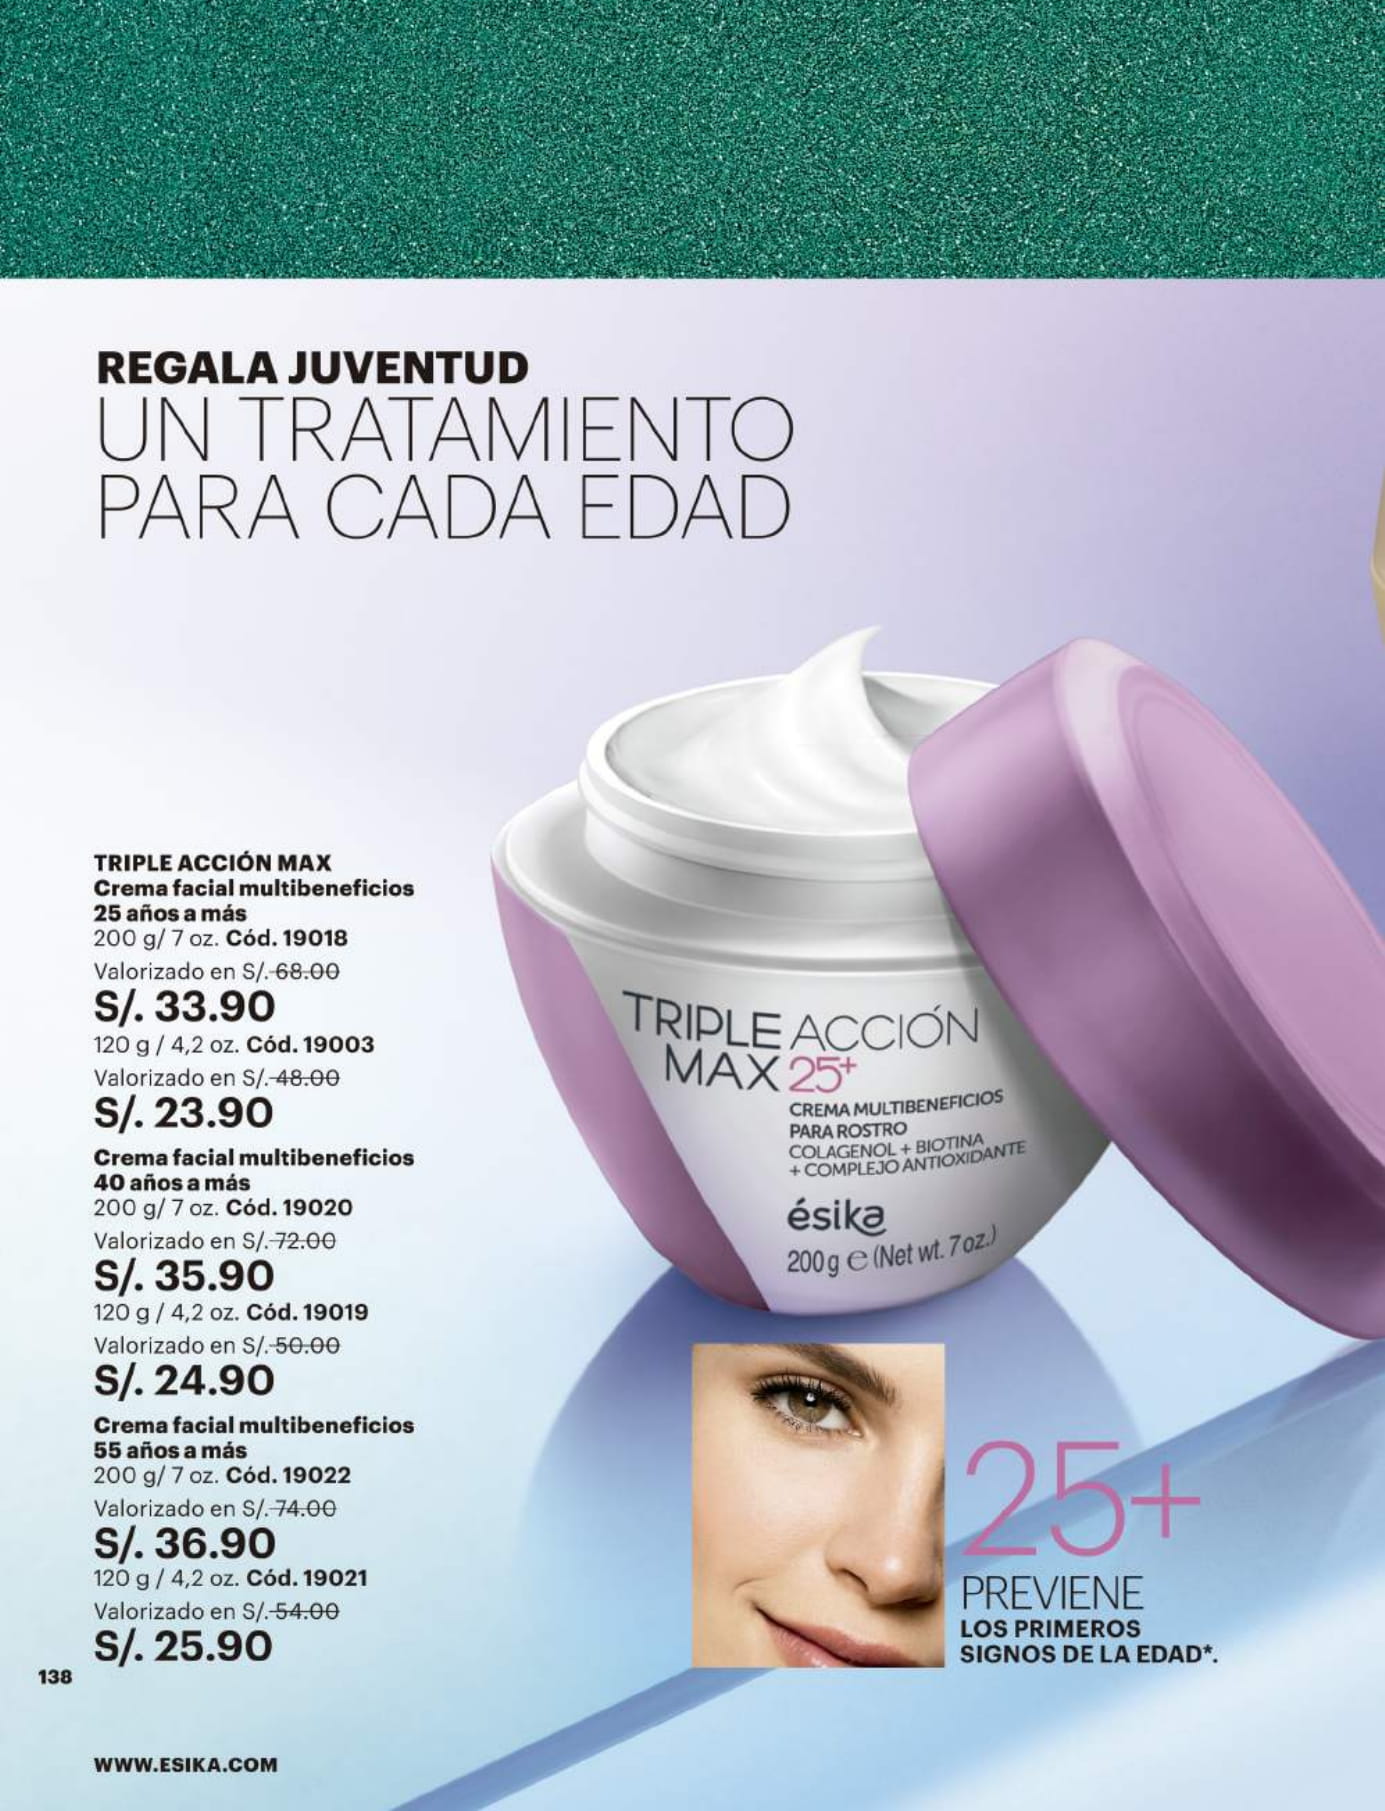 REGALA JUVENTUD
UN TRATAMIENTO
PARA CADA EDAD
TRIPLE ACCIÓN MAX
Crema facial multibeneficios
25 años a más
200 g/ 7 oz. Cód. 19018
Valorizado en S/. 68.00
S/. 33.90
120 g / 4,2 oz. Cód. 19003
Valorizado en S/. 48.00
S/. 23.90
Crema facial multibeneficios
40 años a más
200 g/ 7 oz. Cód. 19020
Valorizado en S/. 72.00
S/. 35.90
120 g / 4,2 oz. Cód. 19019
Valorizado en S/. 50.00
S/. 24.90
Crema facial multibeneficios
55 años a más
200 g/ 7 oz. Cód. 19022
Valorizado en S/. 74.00
S/. 36.90
120 g / 4,2 oz. Cód. 19021
Valorizado en S/. 54.00
S/. 25.90
TRIPLE ACCIÓN
MAX 25+
CREMA MULTIBENEFICIOS
PARA ROSTRO
COLAGENOL + BIOTINA
+ COMPLEJO ANTIOXIDANTE
ésika
200 g e (Net wt. 7 oz.)
25+
PREVIENE
LOS PRIMEROS
SIGNOS DE LA EDAD*.
138
WWW.ESIKA.COM